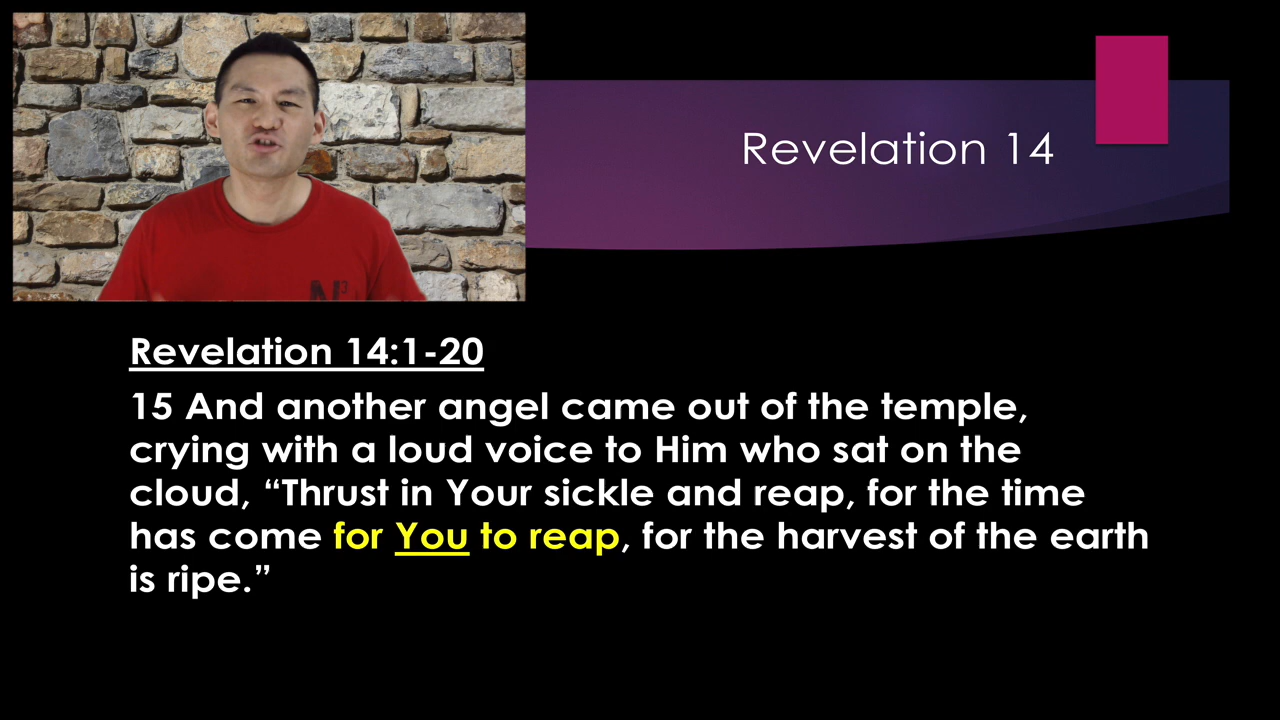 Revelation 14
Revelation 14:1-20
15 And another angel came out of the temple,
crying with a loud voice to Him who sat on the
cloud, “Thrust in Your sickle and reap, for the time
has come for You to reap, for the harvest of the earth
is ripe.”